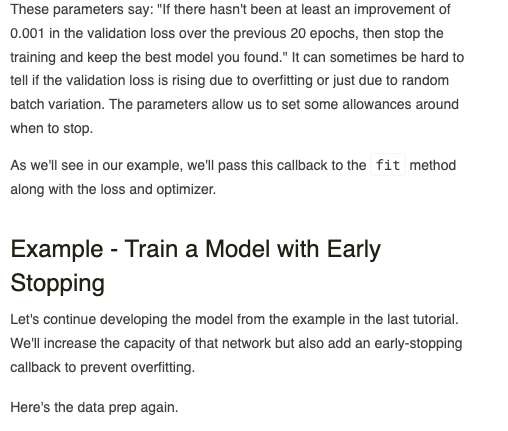 These parameters say: "If there hasn't been at least an improvement of
0.001 in the validation loss over the previous 20 epochs, then stop the
training and keep the best model you found." It can sometimes be hard to
tell if the validation loss is rising due to overfitting or just due to random
batch variation. The parameters allow us to set some allowances around
when to stop.
As we'll see in our example, we'll pass this callback to the fit method
along with the loss and optimizer.
Example - Train a Model with Early
Stopping
Let's continue developing the model from the example in the last tutorial.
We'll increase the capacity of that network but also add an early-stopping
callback to prevent overfitting.
Here's the data prep again.